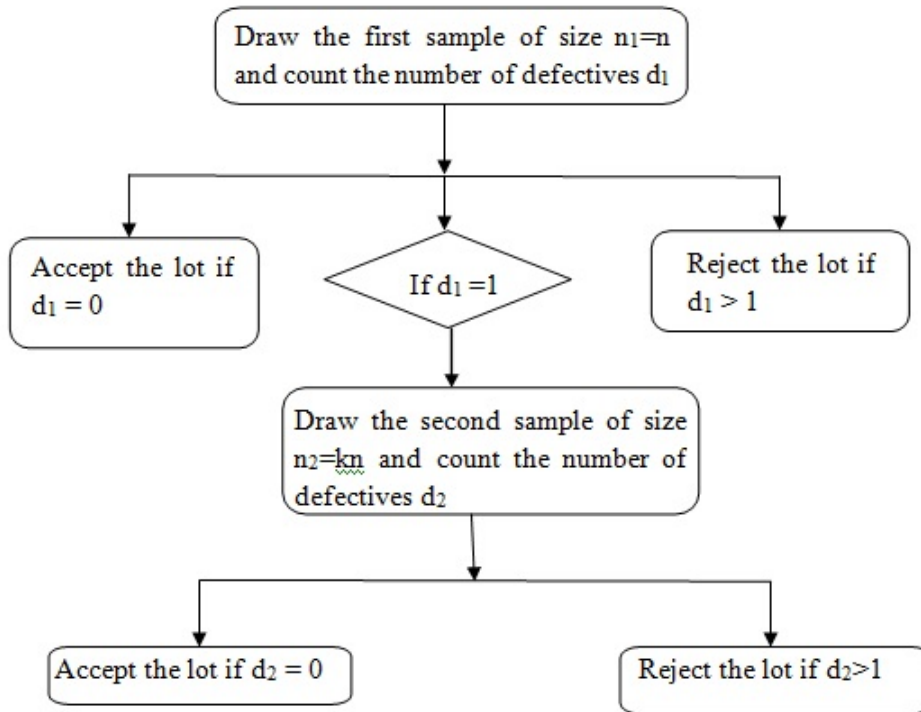 Draw the first sample of size n₁=n
and count the number of defectives d₁
Accept the lot if
d₁ = 0
If d₁ =1
Reject the lot if
d₁ > 1
Draw the second sample of size
n₂=kn and count the number of
defectives d₂
Accept the lot if d₂ = 0
Reject the lot if d₂>1